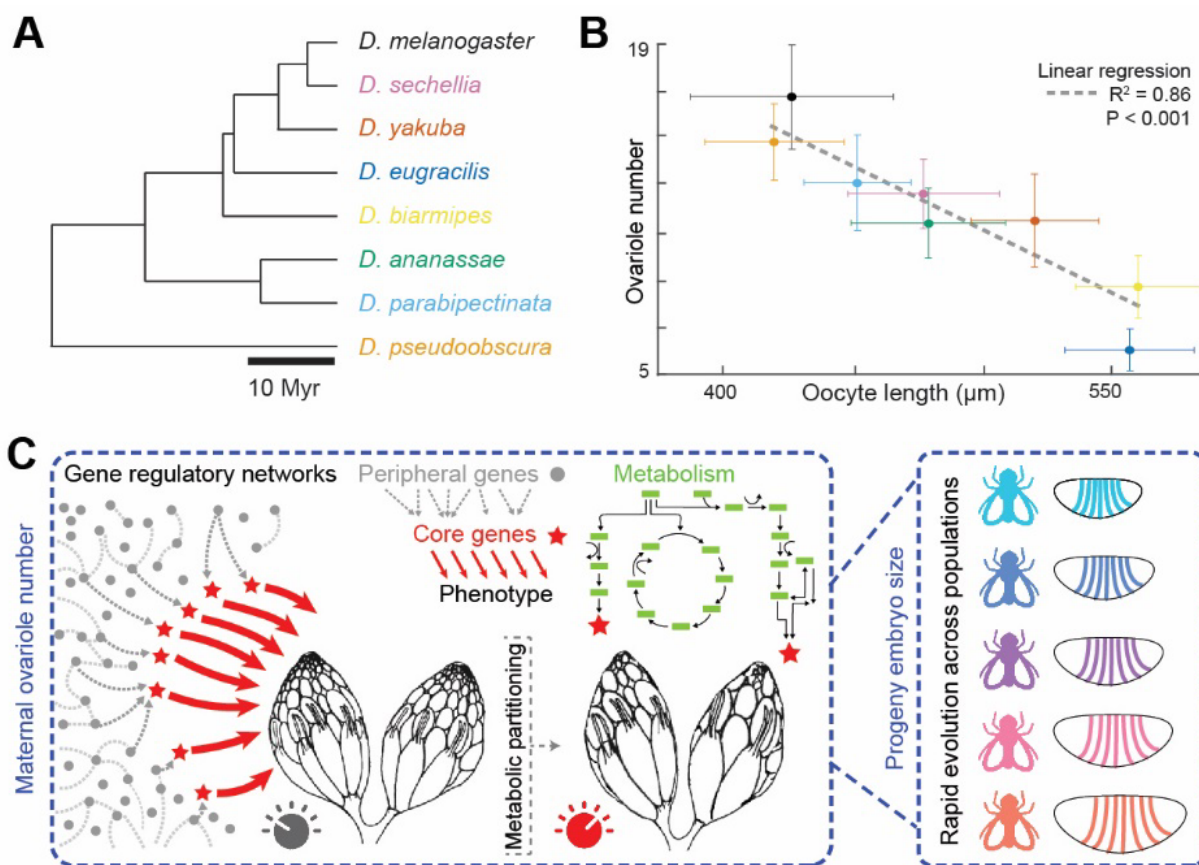 A
D. melanogaster
D. sechellia
D. yakuba
D. eugracilis
D. biarmipes
D. ananassae
D. parabipectinata
D. pseudoobscura
10 Myr
B
19
Ovariole number
5
400
Oocyte length (µm)
550
Linear regression
R² = 0.86
P < 0.001
C
Maternal ovariole number
Gene regulatory networks
Peripheral genes
Core genes
Phenotype
Metabolism
Metabolic partitioning
Progeny embryo size
Rapid evolution across populations